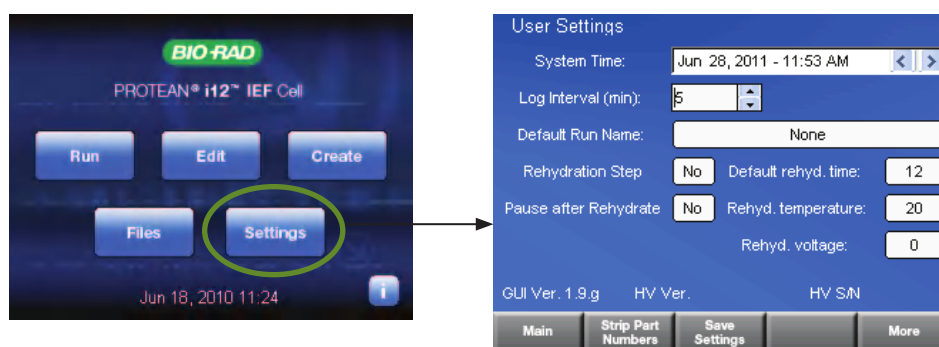 BIO-RAD
PROTEAN® i12™ IEF Cell
Run
Edit
Create
Files
Settings
Jun 18, 2010 11:24
i
User Settings
System Time: Jun 28, 2011 - 11:53 AM < >
Log Interval (min): 5
Default Run Name: None
Rehydration Step No Default rehyd. time: 12
Pause after Rehydrate No Rehyd. temperature: 20
Rehyd. voltage: 0
GUI Ver. 1.9.g HV Ver. HV S/N
Main
Strip Part
Numbers
Save
Settings
More